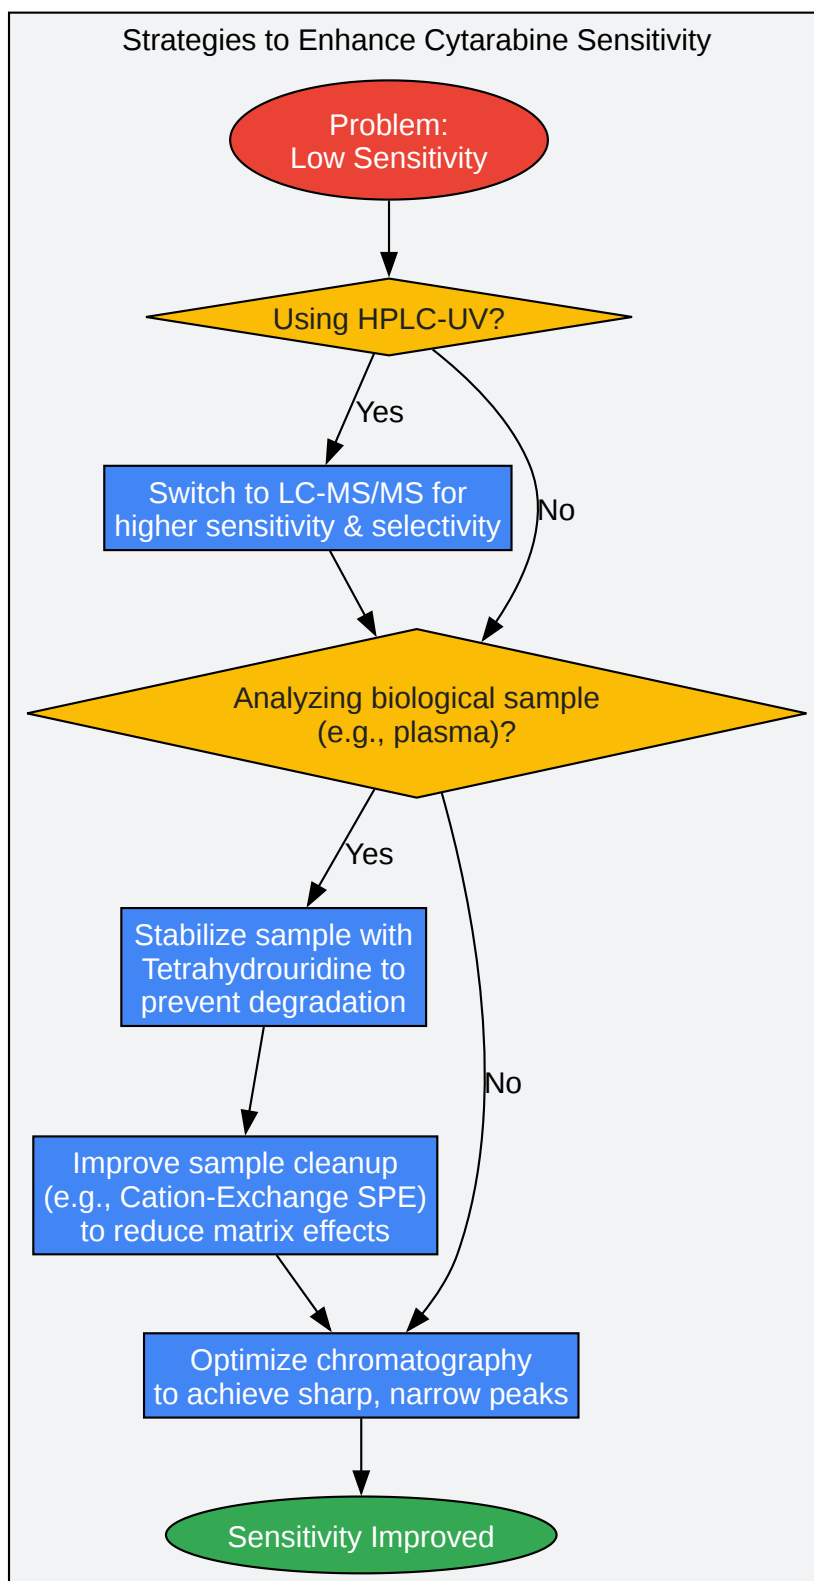 Strategies to Enhance Cytarabine Sensitivity
Problem:
Low Sensitivity
Using HPLC-UV?
Yes
Switch to LC-MS/MS for
higher sensitivity & selectivity
No
Analyzing biological sample
(e.g., plasma)?
Yes
Stabilize sample with
Tetrahydrouridine to
prevent degradation
No
Improve sample cleanup
(e.g., Cation-Exchange SPE)
to reduce matrix effects
Optimize chromatography
to achieve sharp, narrow peaks
Sensitivity Improved